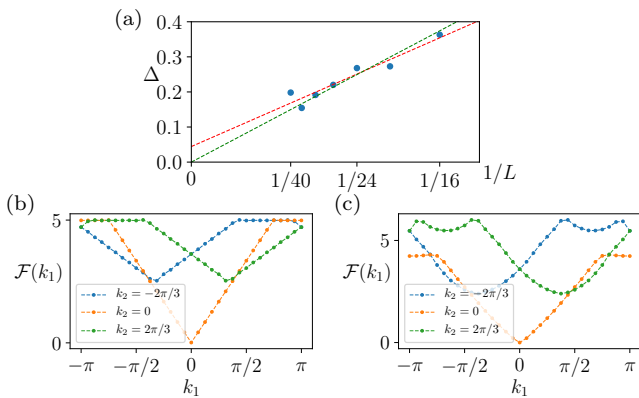 (a)
0.4
0.3
Δ
0.2
0.1
0.0
0 1/40 1/24 1/16 1/L
(b)
5
F(k₁)
0
k₂ = −2π/3
k₂ = 0
k₂ = 2π/3
−π −π/2 0 π/2 π
k₁
(c)
5
F(k₁)
0
k₂ = −2π/3
k₂ = 0
k₂ = 2π/3
−π −π/2 0 π/2 π
k₁